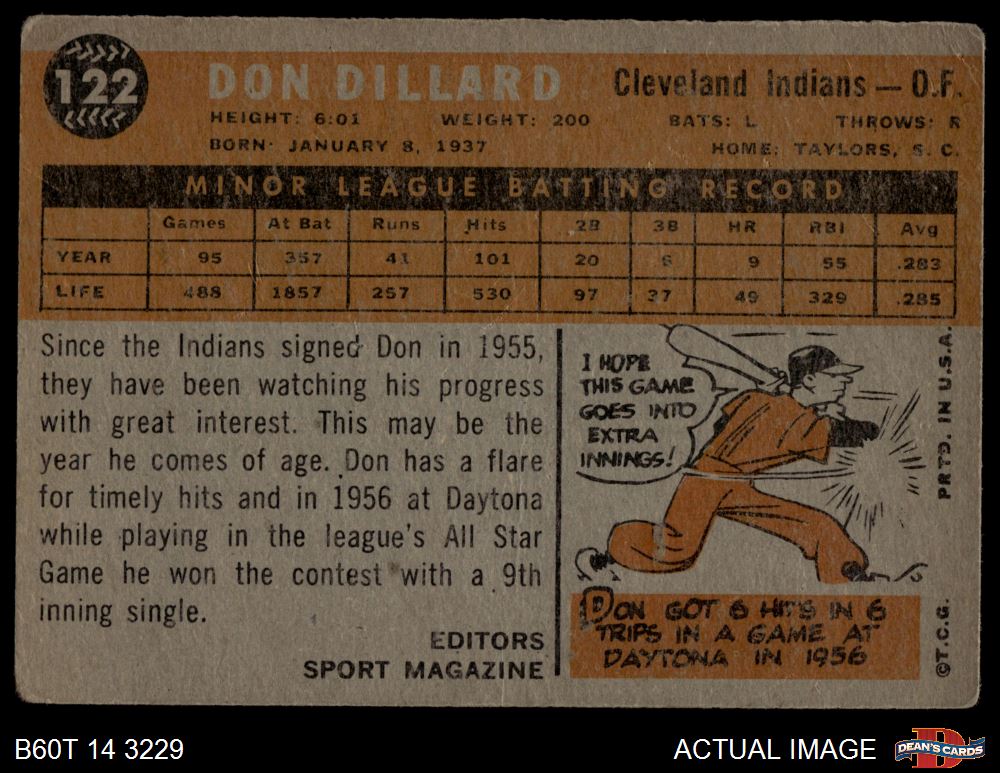 122
DON DILLARD
Cleveland Indians — O.F.
HEIGHT: 6:01 WEIGHT: 200 BATS: L THROWS: R
BORN: JANUARY 8, 1937 HOME: TAYLORS, S. C.
MINOR LEAGUE BATTING RECORD
Games At Bat Runs Hits 2B 3B HR RBI Avg
YEAR 95 357 41 101 20 6 9 55 .283
LIFE 488 1857 257 530 97 37 49 329 .285
Since the Indians signed Don in 1955,
they have been watching his progress
with great interest. This may be the
year he comes of age. Don has a flare
for timely hits and in 1956 at Daytona
while playing in the league's All Star
Game he won the contest with a 9th
inning single.
EDITORS
SPORT MAGAZINE
I HOPE
THIS GAME
GOES INTO
EXTRA
INNINGS!
DON GOT 6 HITS IN 6
TRIPS IN A GAME AT
DAYTONA IN 1956
©T.C.G. PRTD. IN U.S.A.
B60T 14 3229
ACTUAL IMAGE
DEAN'S CARDS